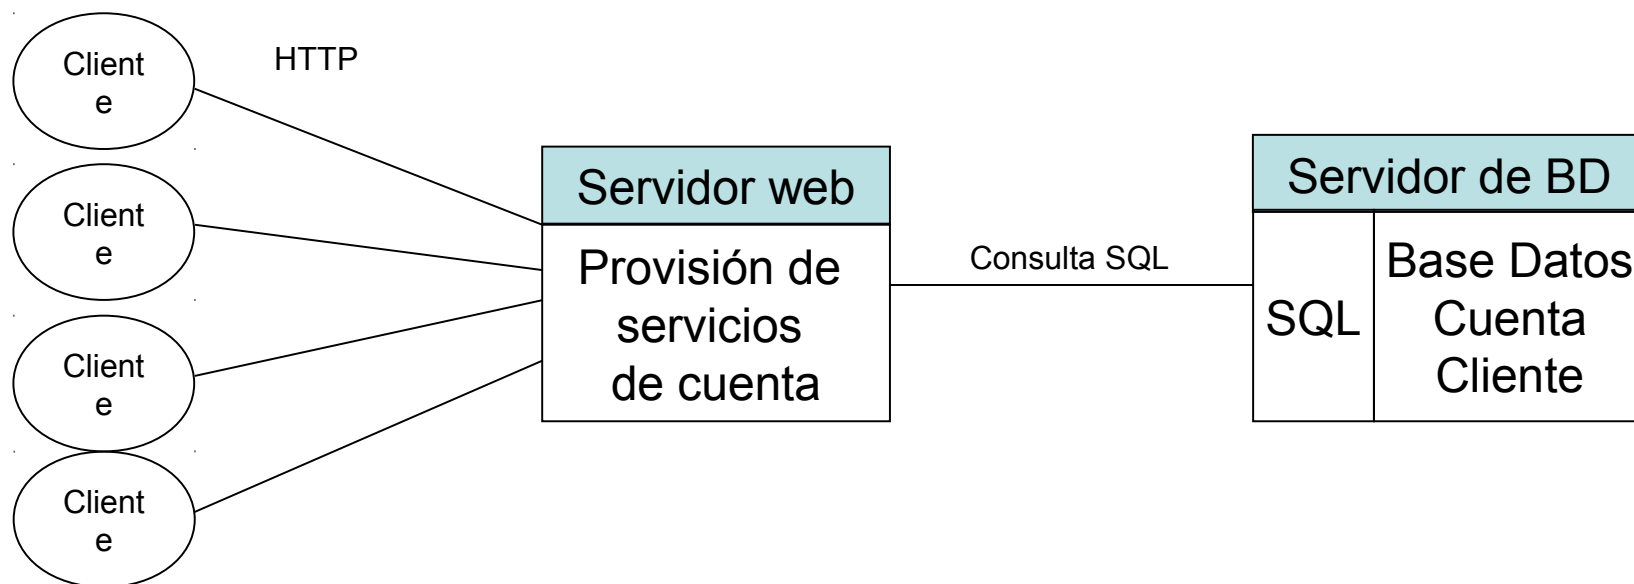 Client
e
HTTP
Client
e
Client
e
Client
e
Servidor web
Provisión de
servicios
de cuenta
Consulta SQL
Servidor de BD
SQL
Base Datos
Cuenta
Cliente